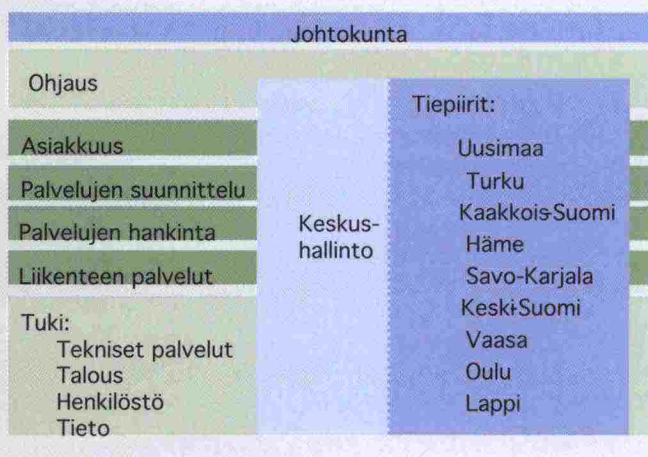 Johtokunta
Ohjaus
Asiakkuus
Palvelujen suunnittelu
Palvelujen hankinta
Liikenteen palvelut
Tuki:
Tekniset palvelut
Talous
Henkilöstö
Tieto
Keskus-
hallinto
Tiepiirit:
Uusimaa
Turku
Kaakkois-Suomi
Häme
Savo-Karjala
Keski-Suomi
Vaasa
Oulu
Lappi